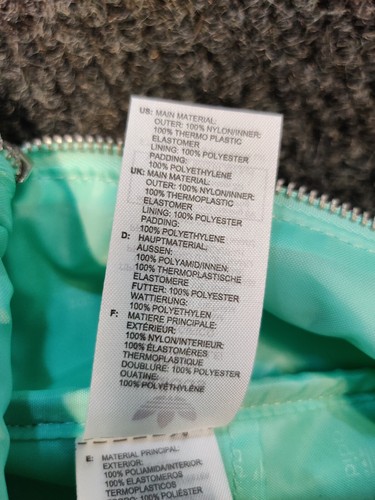 US: MAIN MATERIAL:
OUTER: 100% NYLON/INNER:
100% THERMO PLASTIC
ELASTOMER
LINING: 100% POLYESTER
PADDING:
100% POLYETHYLENE
UK: MAIN MATERIAL:
OUTER: 100% NYLON/INNER:
100% THERMOPLASTIC
ELASTOMER
LINING: 100% POLYESTER
PADDING:
100% POLYETHYLENE
D: HAUPTMATERIAL:
AUSSEN:
100% POLYAMID/INNEN:
100% THERMOPLASTISCHE
ELASTOMERE
FUTTER: 100% POLYESTER
WATTIERUNG:
100% POLYETHYLEN
F: MATIERE PRINCIPALE:
EXTÉRIEUR:
100% NYLON/INTERIEUR:
100% ÉLASTOMÈRES
THERMOPLASTIQUE
DOUBLURE: 100% POLYESTER
OUATINE:
100% POLYÉTHYLÈNE
E: MATERIAL PRINCIPAL:
EXTERIOR:
100% POLIAMIDA/INTERIOR:
100% ELASTÓMEROS
TERMOPLÁSTICOS
FORRO: 100% POLIÉSTER